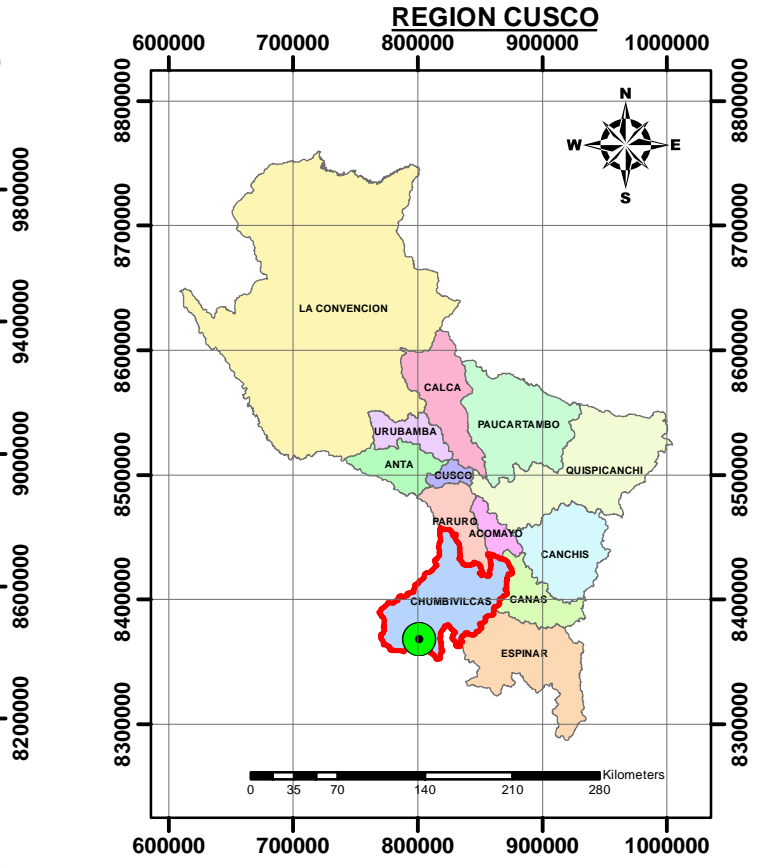 REGION CUSCO
600000 700000 800000 900000 1000000
N
W E
S
8800000 8800000
9800000
8700000 8700000
LA CONVENCION
9400000
8600000 8600000
CALCA
PAUCARTAMBO
URUBAMBA
9000000
ANTA
QUISPICANCHI
CUSCO
8500000 8500000
PARURO
ACOMAYO
CANCHIS
8600000
8400000 8400000
CHUMBIVILCAS
CANAS
ESPINAR
8200000
8300000 8300000
Kilometers
0 35 70 140 210 280
600000 700000 800000 900000 1000000